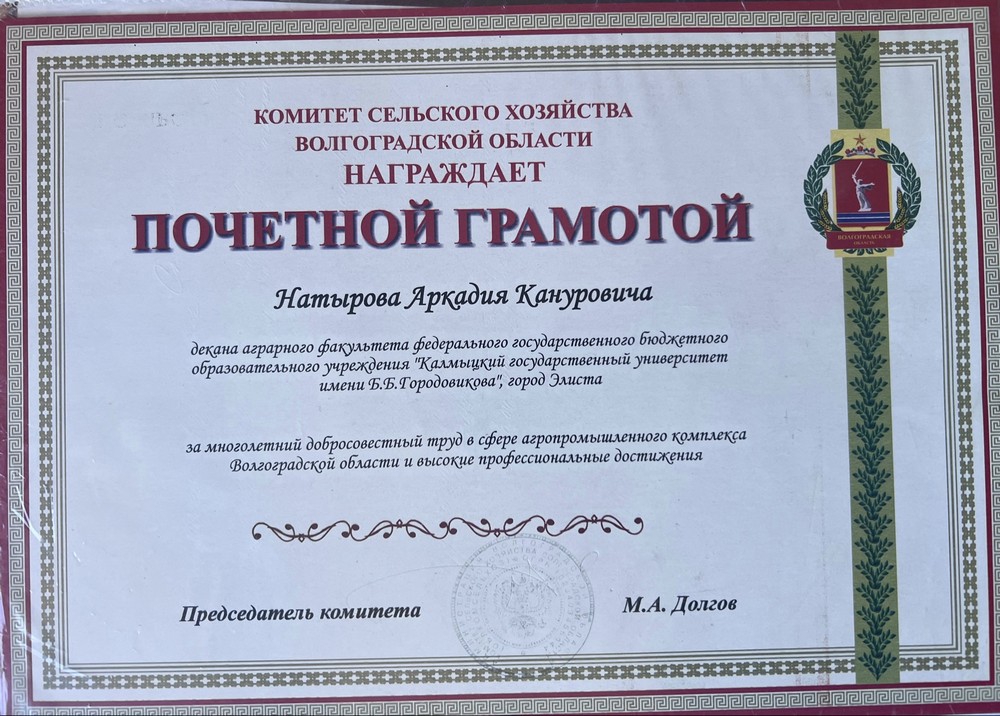 КОМИТЕТ СЕЛЬСКОГО ХОЗЯЙСТВА
ВОЛГОГРАДСКОЙ ОБЛАСТИ
НАГРАЖДАЕТ
ПОЧЕТНОЙ ГРАМОТОЙ
ВОЛГОГРАДСКАЯ
ОБЛАСТЬ
Натырова Аркадия Кануровича
декана аграрного факультета федерального государственного бюджетного
образовательного учреждения "Калмыцкий государственный университет
имени Б.Б.Городовикова", город Элиста
за многолетний добросовестный труд в сфере агропромышленного комплекса
Волгоградской области и высокие профессиональные достижения
Председатель комитета
М.А. Долгов